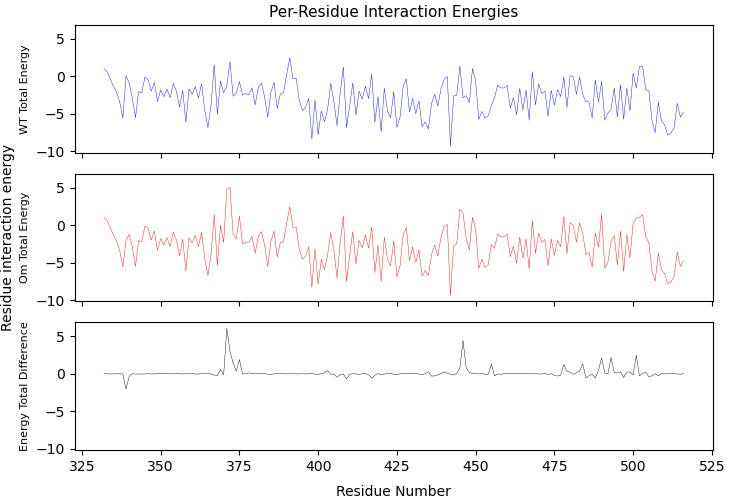 Per-Residue Interaction Energies
Residue interaction energy
WT Total Energy
5
0
−5
−10
Om Total Energy
5
0
−5
−10
Energy Total Difference
5
0
−5
−10
325 350 375 400 425 450 475 500 525
Residue Number